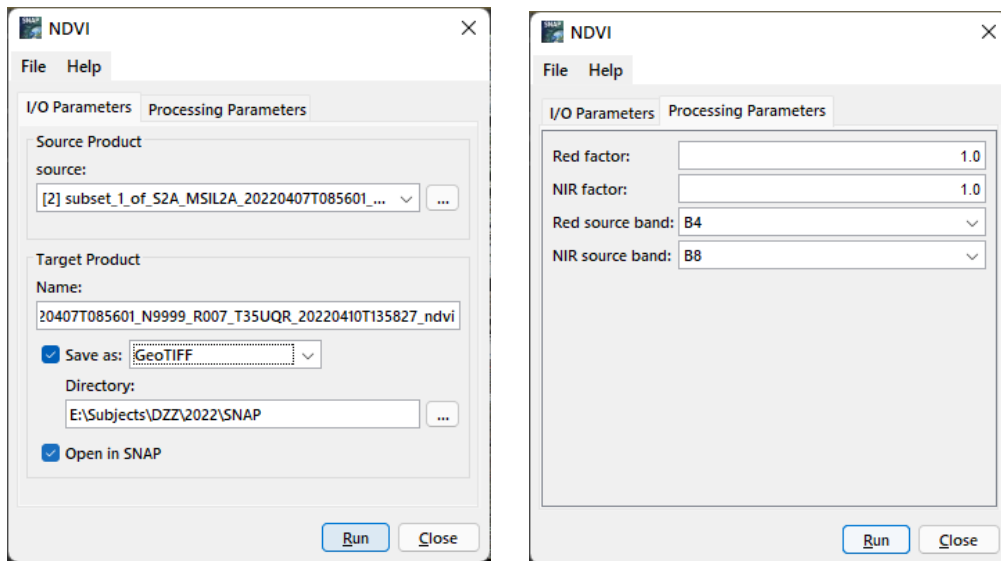 NDVI
File Help
I/O Parameters Processing Parameters
Source Product
source:
[2] subset_1_of_S2A_MSIL2A_20220407T085601_... ...
Target Product
Name:
20407T085601_N9999_R007_T35UQR_20220410T135827_ndvi
Save as: GeoTIFF
Directory:
E:\Subjects\DZZ\2022\SNAP ...
Open in SNAP
Run Close
NDVI
File Help
I/O Parameters Processing Parameters
Red factor: 1.0
NIR factor: 1.0
Red source band: B4
NIR source band: B8
Run Close